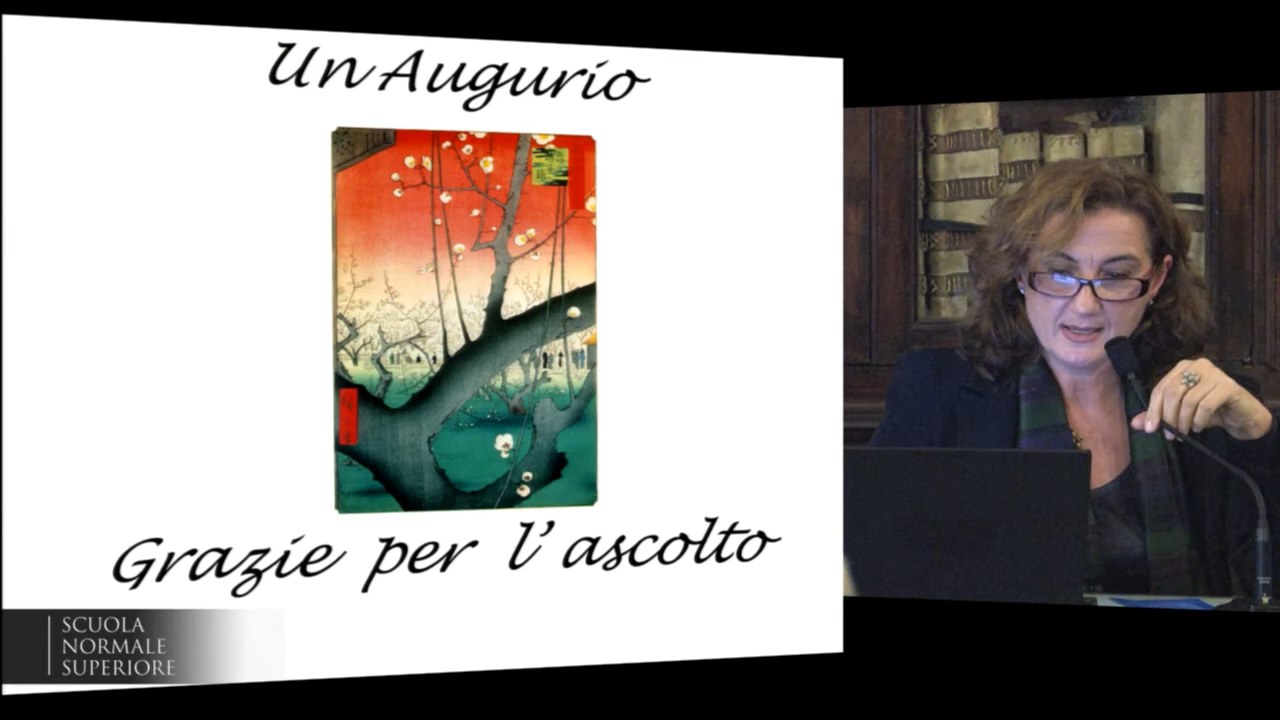 Un Augurio
Grazie per l'ascolto
SCUOLA
NORMALE
SUPERIORE